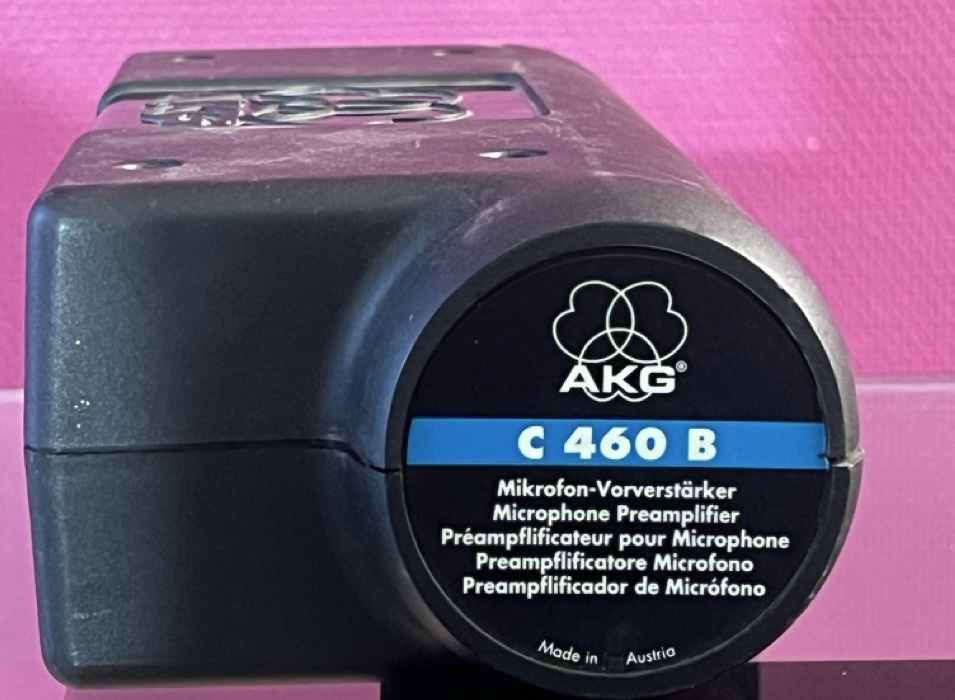 AKG®
C 460 B
Mikrofon-Vorverstärker
Microphone Preamplifier
Préampflificateur pour Microphone
Preampflificatore Microfono
Preampflificador de Micrófono
Made in Austria